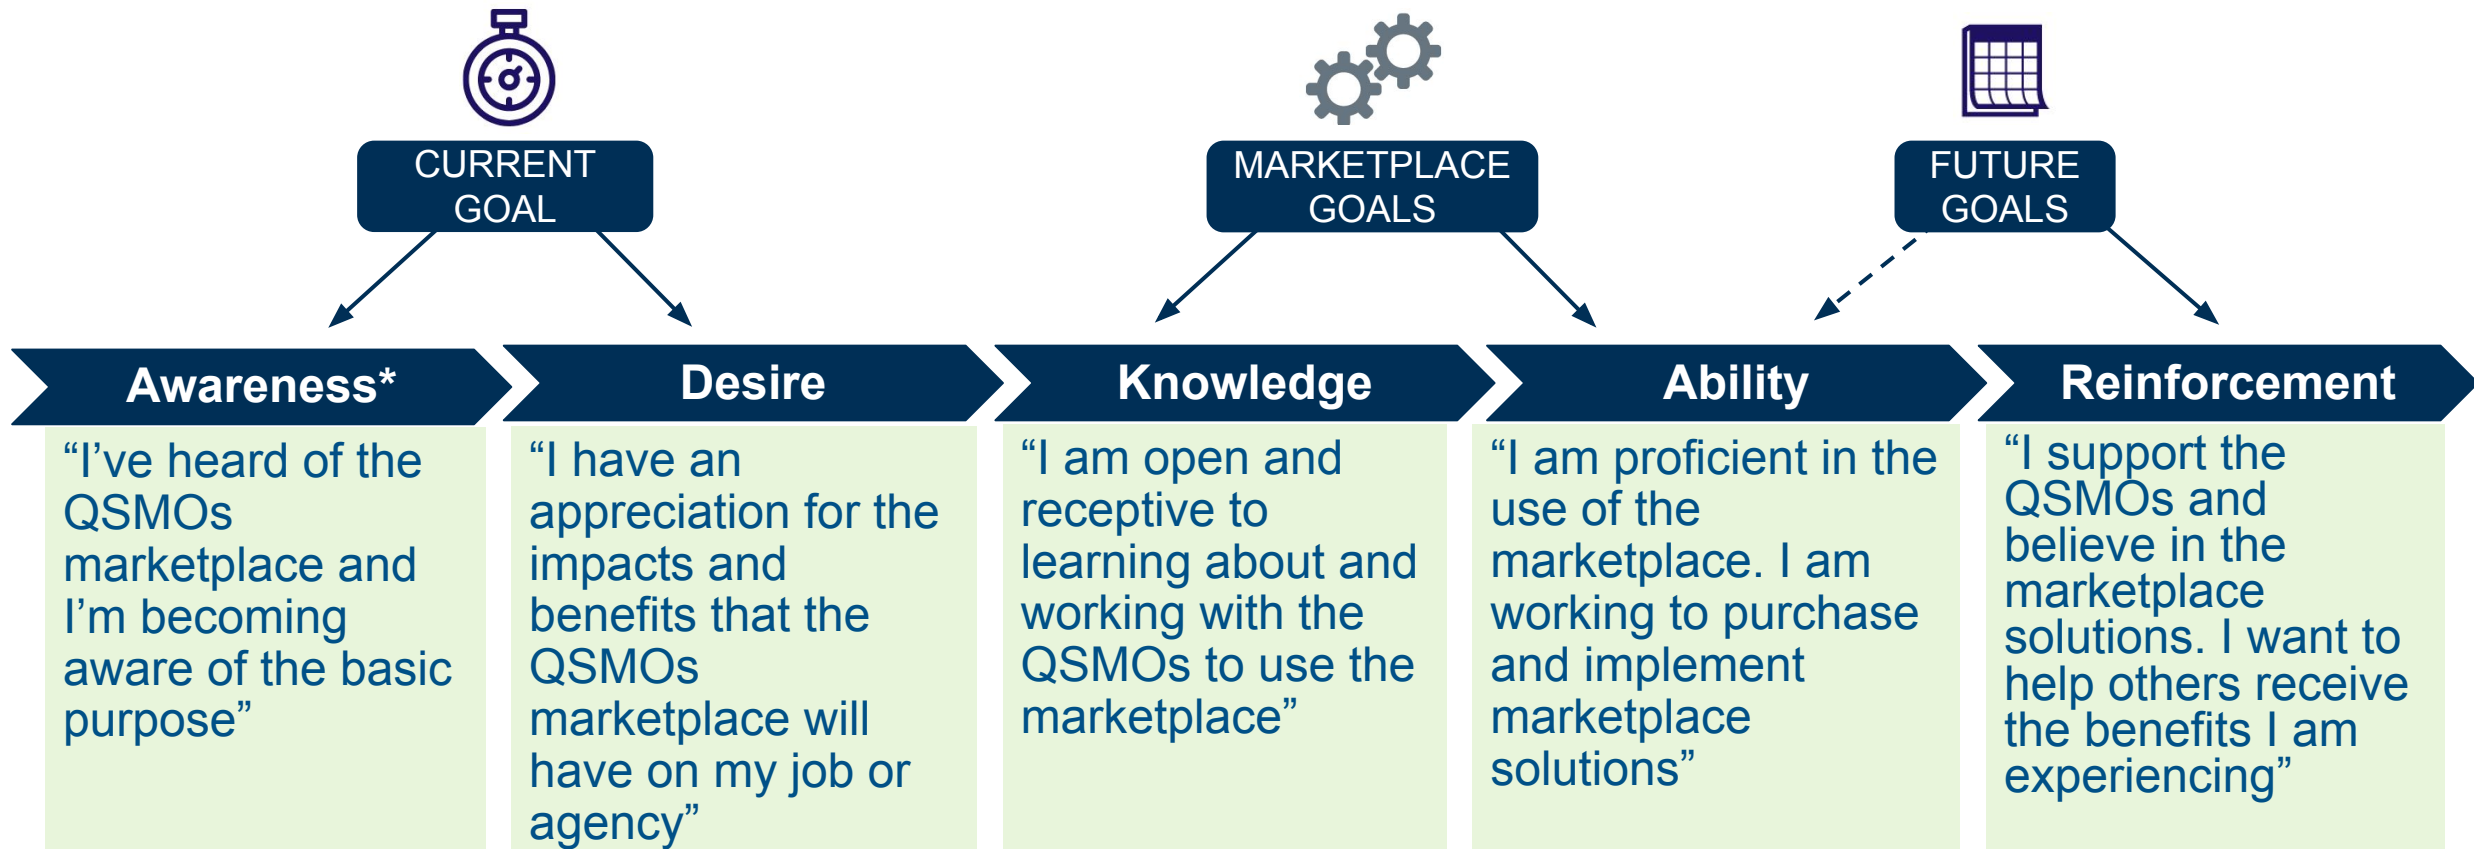 CURRENT
GOAL
MARKETPLACE
GOALS
FUTURE
GOALS
Awareness*
Desire
Knowledge
Ability
Reinforcement
“I’ve heard of the
QSMOs
marketplace and
I’m becoming
aware of the basic
purpose”
“I have an
appreciation for the
impacts and
benefits that the
QSMOs
marketplace will
have on my job or
agency”
“I am open and
receptive to
learning about and
working with the
QSMOs to use the
marketplace”
“I am proficient in the
use of the
marketplace. I am
working to purchase
and implement
marketplace
solutions”
“I support the
QSMOs and
believe in the
marketplace
solutions. I want to
help others receive
the benefits I am
experiencing”